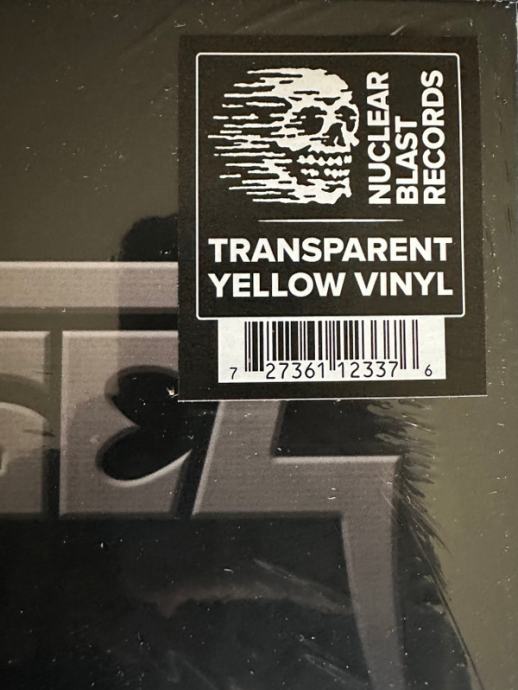 NUCLEAR
BLAST
RECORDS
TRANSPARENT
YELLOW VINYL
7 27361 12337 6